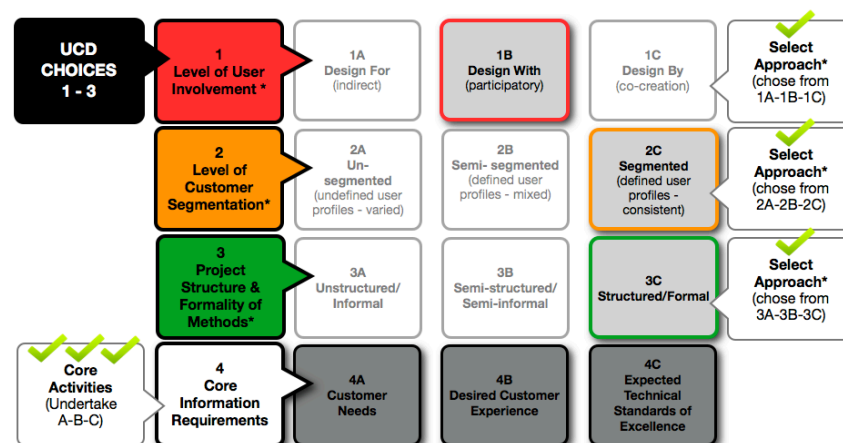 UCD
CHOICES
1 - 3
1
Level of User
Involvement *
1A
Design For
(indirect)
1B
Design With
(participatory)
1C
Design By
(co-creation)
Select
Approach*
(chose from
1A-1B-1C)
2
Level of
Customer
Segmentation*
2A
Un-
segmented
(undefined user
profiles - varied)
2B
Semi- segmented
(defined user
profiles - mixed)
2C
Segmented
(defined user
profiles -
consistent)
Select
Approach*
(chose from
2A-2B-2C)
3
Project
Structure &
Formality of
Methods*
3A
Unstructured/
Informal
3B
Semi-structured/
Semi-informal
3C
Structured/Formal
Select
Approach*
(chose from
3A-3B-3C)
Core
Activities
(Undertake
A-B-C)
4
Core
Information
Requirements
4A
Customer
Needs
4B
Desired Customer
Experience
4C
Expected
Technical
Standards of
Excellence